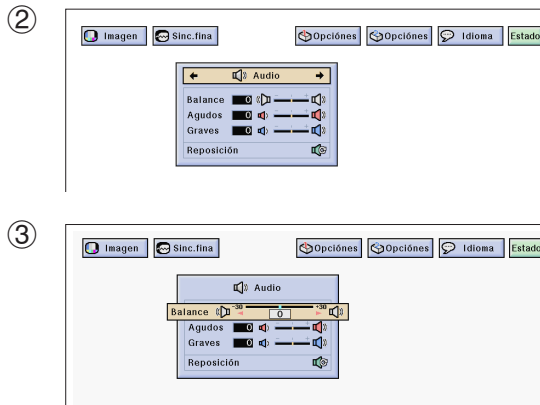 ②
Imagen Sinc.fina Opciónes Opciónes Idioma Estado
Audio
Balance 0
Agudos 0
Graves 0
Reposición
③
Imagen Sinc.fina Opciónes Opciónes Idioma Estado
Audio
Balance -30 0 +30
Agudos 0
Graves 0
Reposición